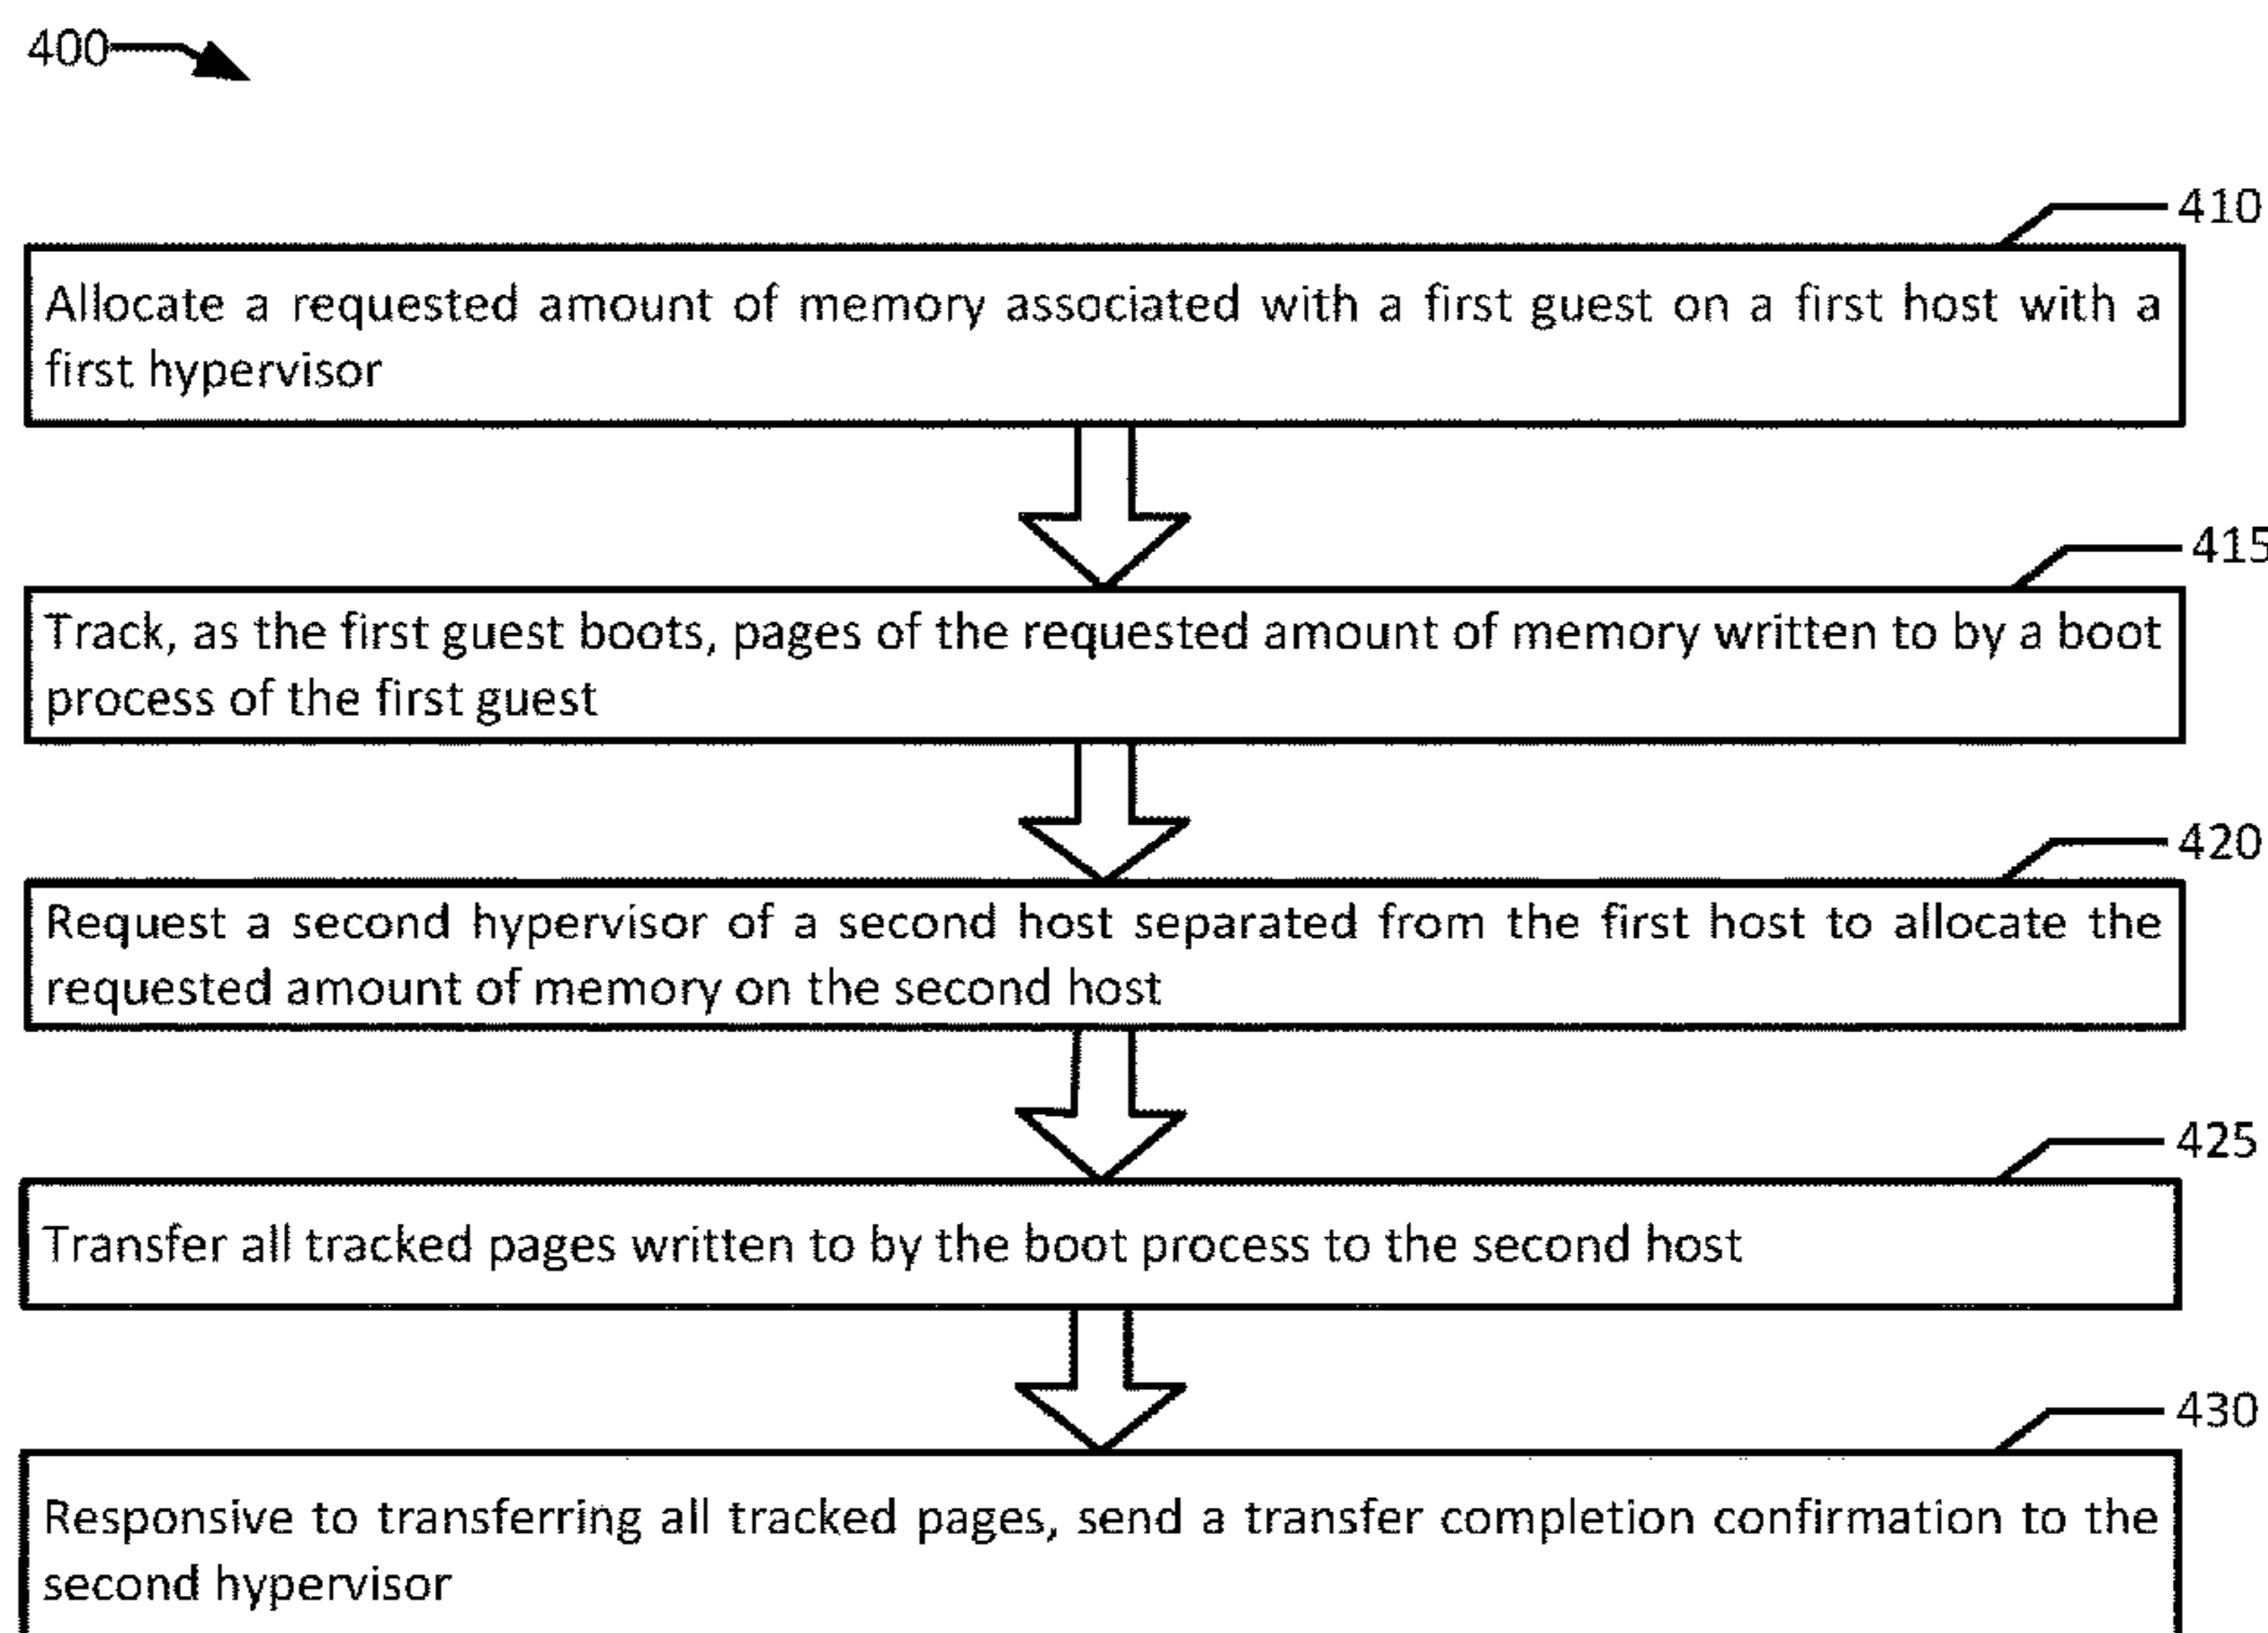 400
410
Allocate a requested amount of memory associated with a first guest on a first host with a
first hypervisor
415
Track, as the first guest boots, pages of the requested amount of memory written to by a boot
process of the first guest
420
Request a second hypervisor of a second host separated from the first host to allocate the
requested amount of memory on the second host
425
Transfer all tracked pages written to by the boot process to the second host
430
Responsive to transferring all tracked pages, send a transfer completion confirmation to the
second hypervisor